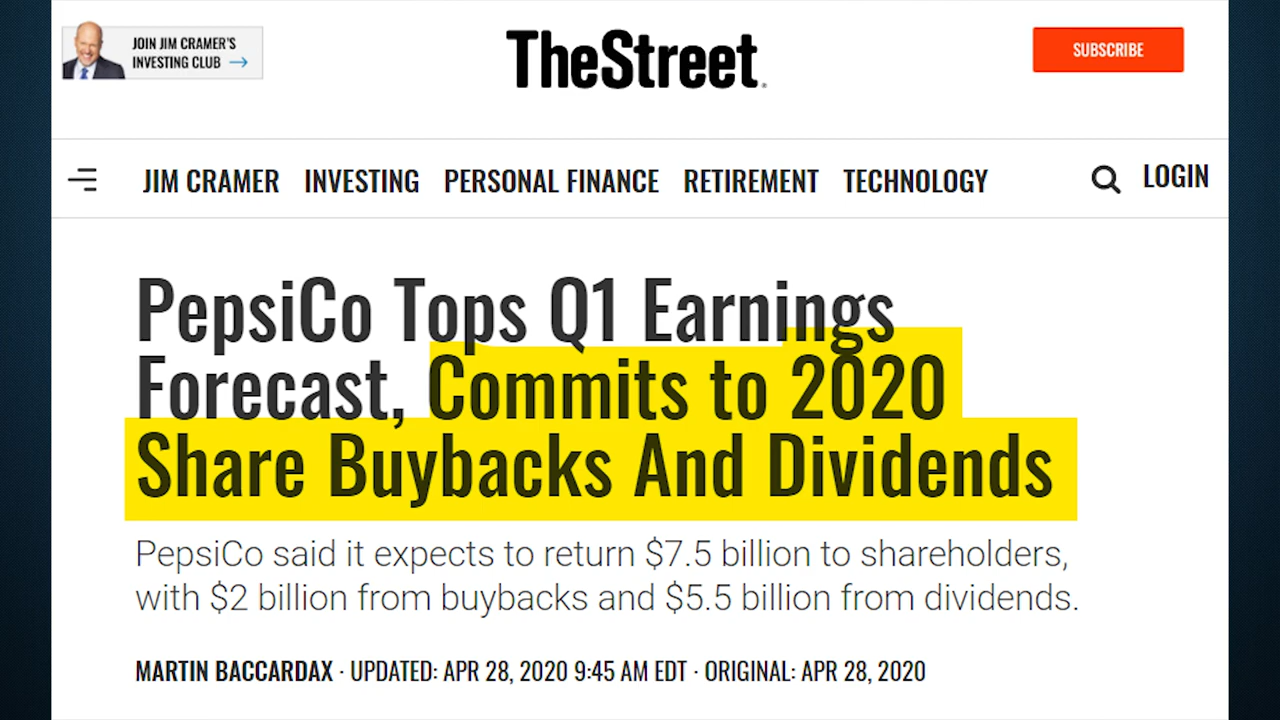 JOIN JIM CRAMER'S
INVESTING CLUB →
TheStreet®
SUBSCRIBE
JIM CRAMER INVESTING PERSONAL FINANCE RETIREMENT TECHNOLOGY LOGIN
PepsiCo Tops Q1 Earnings
Forecast, Commits to 2020
Share Buybacks And Dividends
PepsiCo said it expects to return $7.5 billion to shareholders,
with $2 billion from buybacks and $5.5 billion from dividends.
MARTIN BACCARDAX · UPDATED: APR 28, 2020 9:45 AM EDT · ORIGINAL: APR 28, 2020